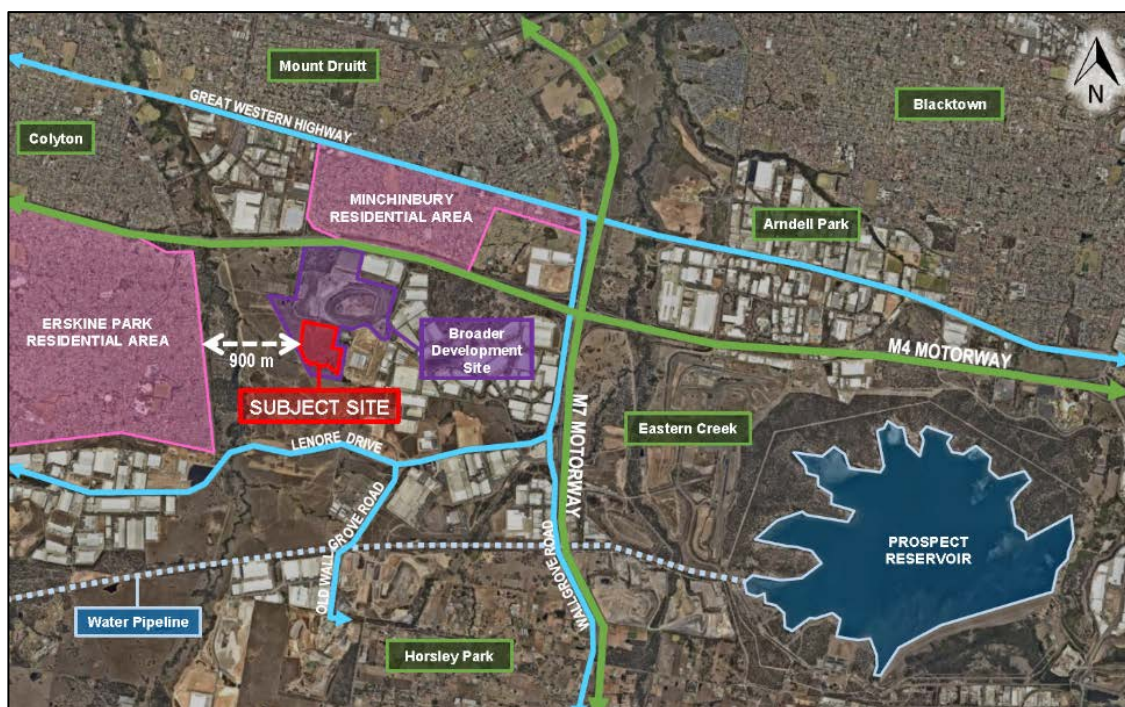 Mount Druitt
N
Blacktown
GREAT WESTERN HIGHWAY
Colyton
MINCHINBURY
RESIDENTIAL AREA
Arndell Park
ERSKINE PARK
RESIDENTIAL AREA
900 m
Broader
Development
Site
M4 MOTORWAY
SUBJECT SITE
M7 MOTORWAY
Eastern Creek
LENORE DRIVE
OLD WALLGROVE ROAD
WALLGROVE ROAD
PROSPECT
RESERVOIR
Water Pipeline
Horsley Park